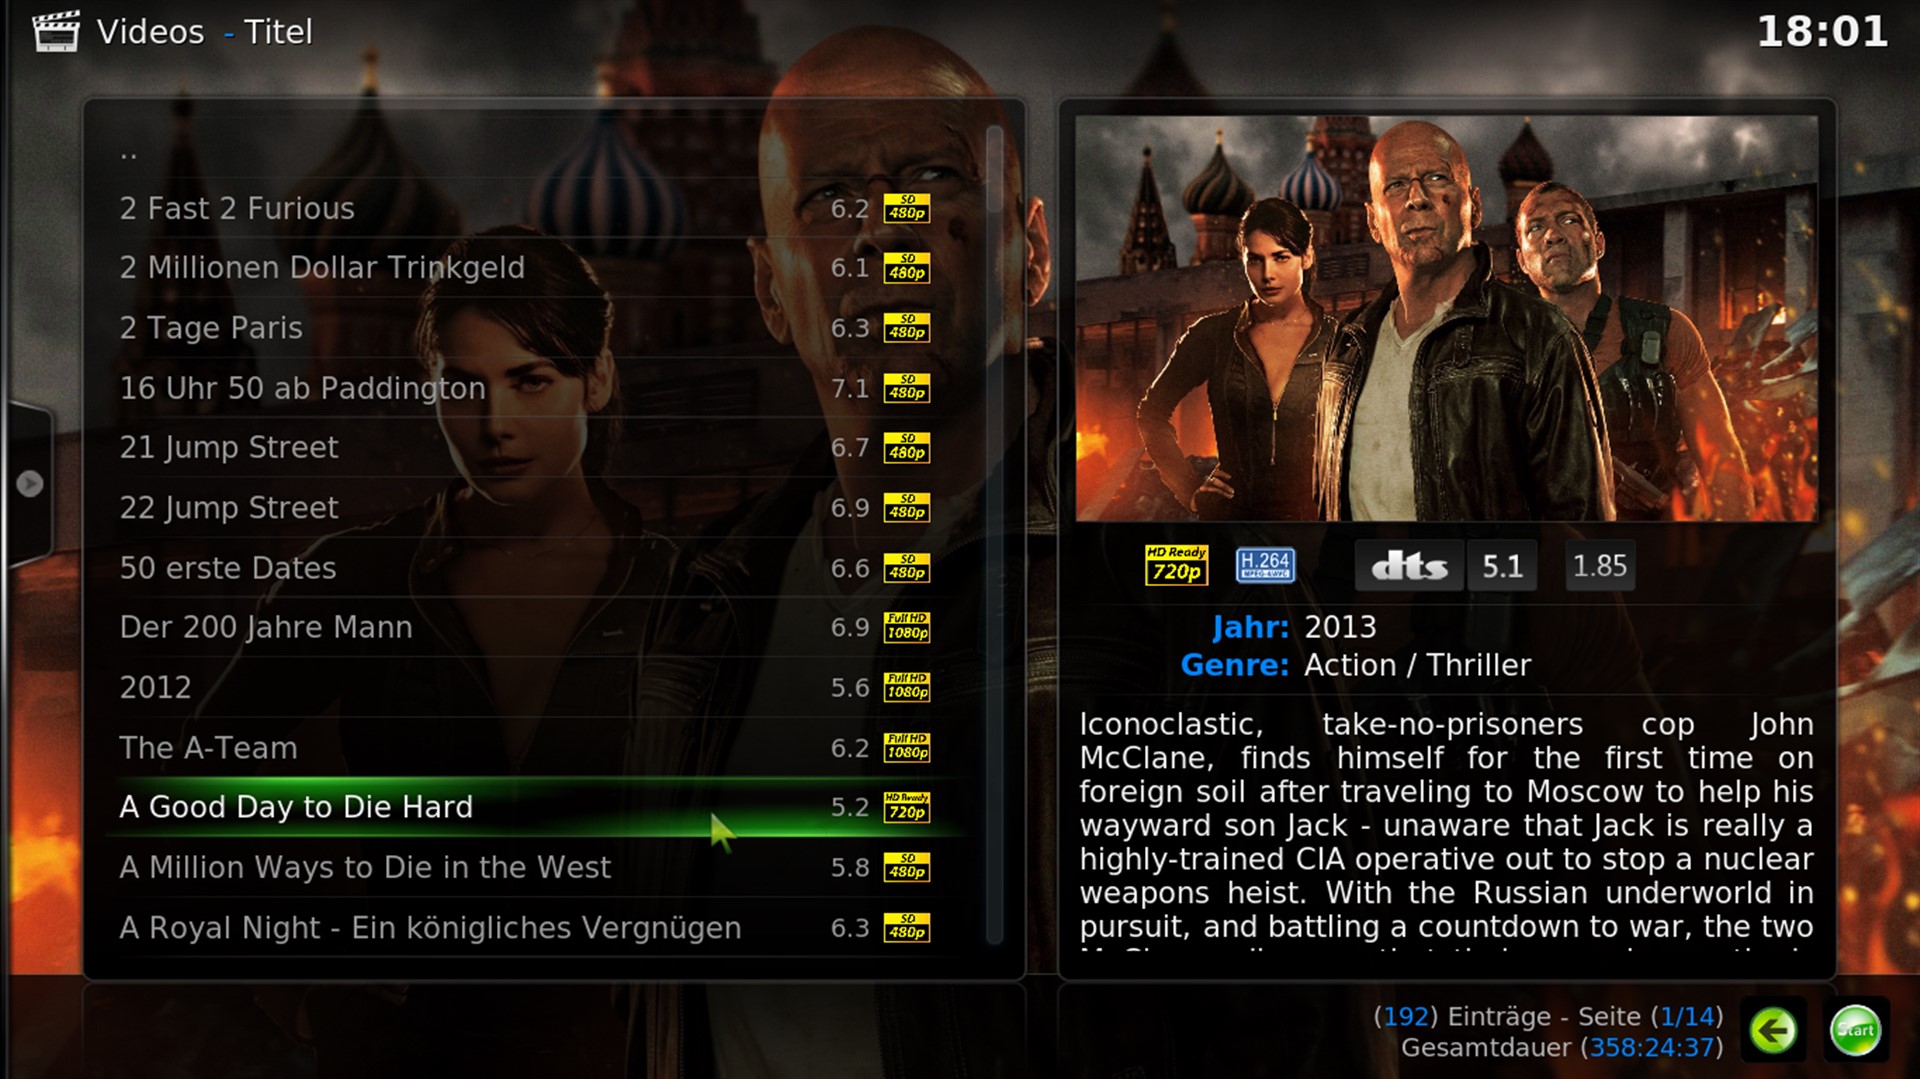 Videos - Titel
18:01
..
2 Fast 2 Furious 6.2 SD 480p
2 Millionen Dollar Trinkgeld 6.1 SD 480p
2 Tage Paris 6.3 SD 480p
16 Uhr 50 ab Paddington 7.1 SD 480p
21 Jump Street 6.7 SD 480p
22 Jump Street 6.9 SD 480p
50 erste Dates 6.6 SD 480p
Der 200 Jahre Mann 6.9 Full HD 1080p
2012 5.6 Full HD 1080p
The A-Team 6.2 Full HD 1080p
A Good Day to Die Hard 5.2 HD Ready 720p
A Million Ways to Die in the West 5.8 SD 480p
A Royal Night - Ein königliches Vergnügen 6.3 SD 480p
HD Ready 720p H.264 MPEG-4/AVC dts 5.1 1.85
Jahr: 2013
Genre: Action / Thriller
Iconoclastic, take-no-prisoners cop John
McClane, finds himself for the first time on
foreign soil after traveling to Moscow to help his
wayward son Jack - unaware that Jack is really a
highly-trained CIA operative out to stop a nuclear
weapons heist. With the Russian underworld in
pursuit, and battling a countdown to war, the two
(192) Einträge - Seite (1/14)
Gesamtdauer (358:24:37)
Start